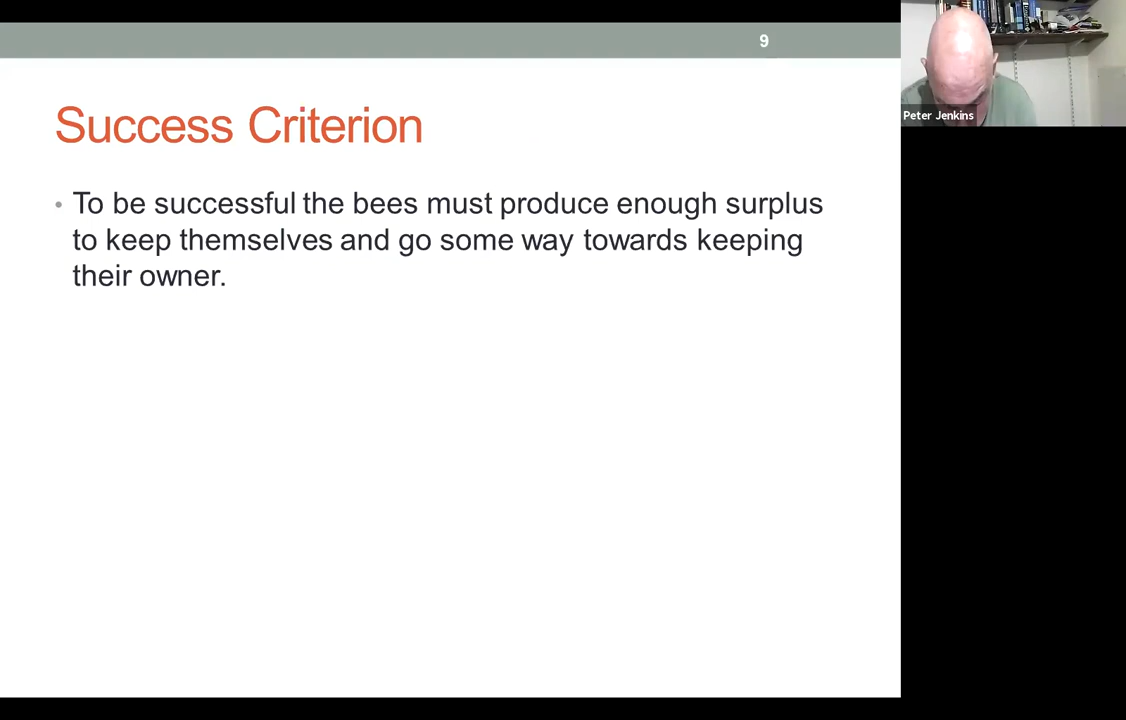 9
Success Criterion
• To be successful the bees must produce enough surplus
to keep themselves and go some way towards keeping
their owner.
Peter Jenkins